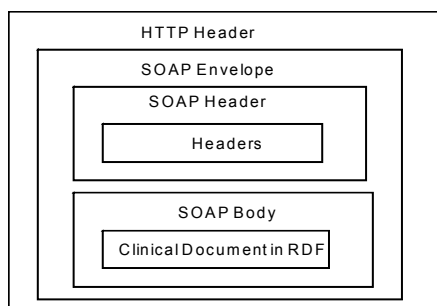 HTTP Header
SOAP Envelope
SOAP Header
Headers
SOAP Body
Clinical Document in RDF